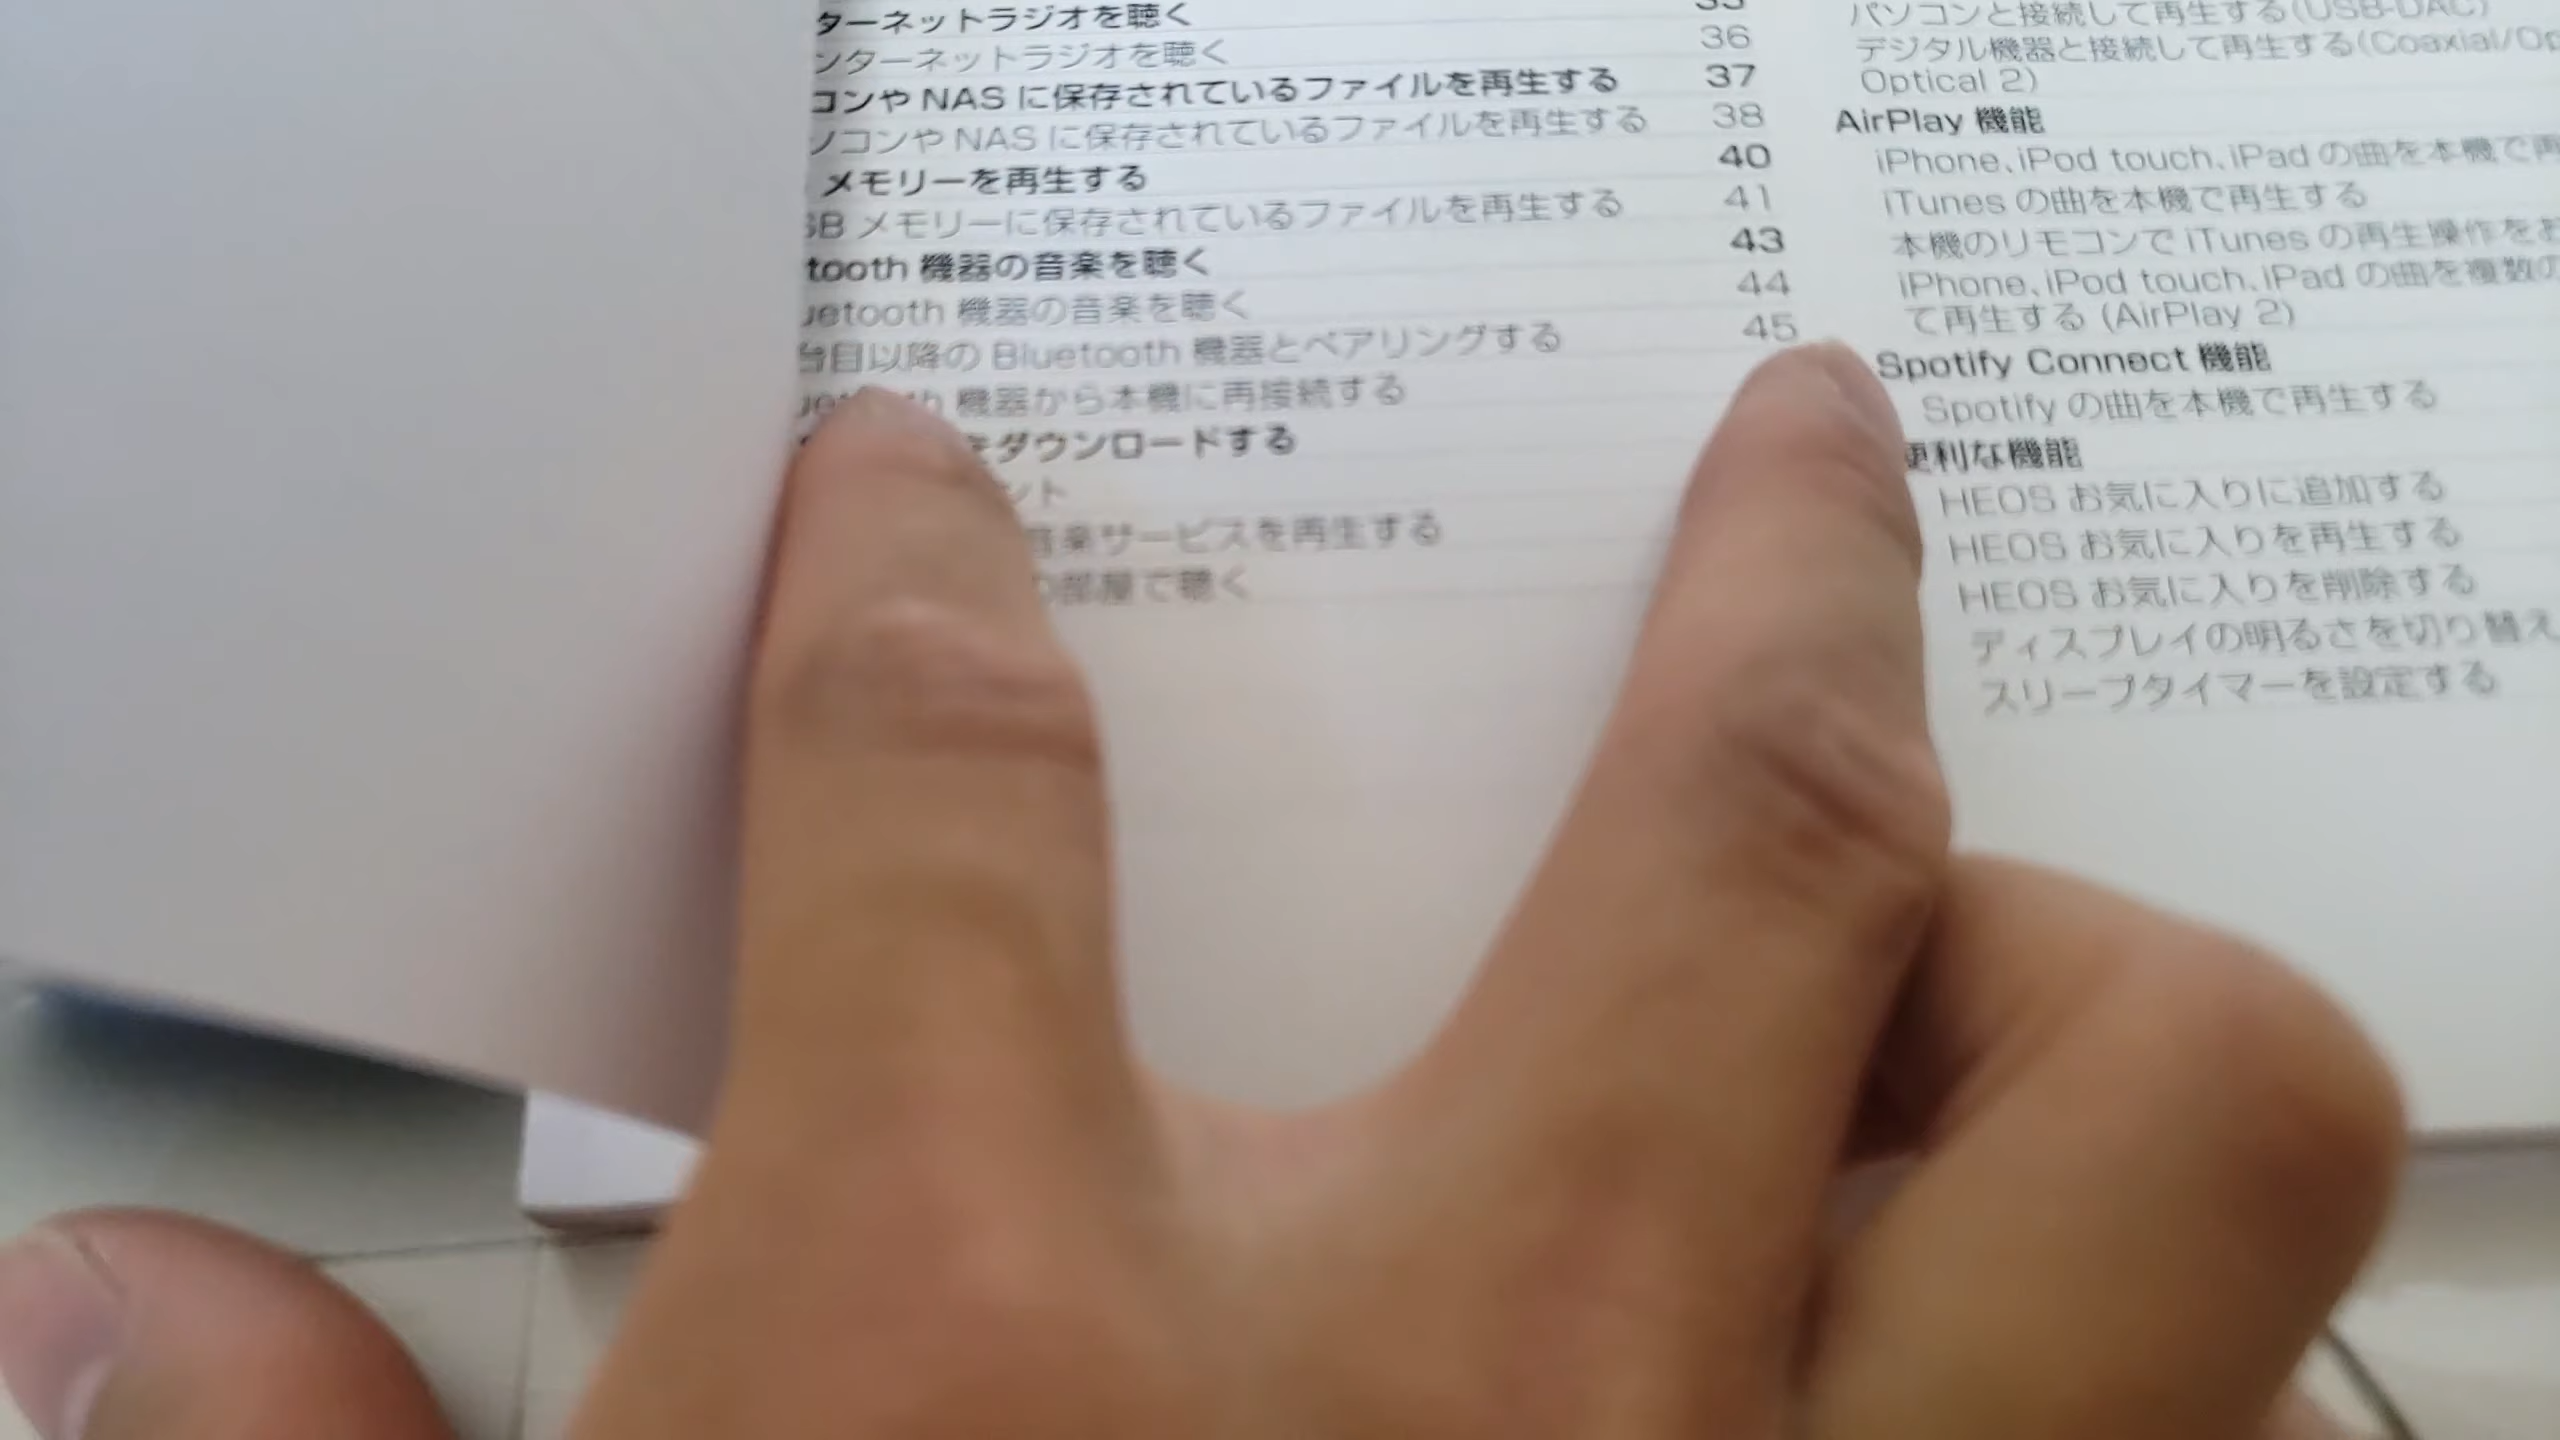 ターネットラジオを聴く 35
ンターネットラジオを聴く 36
コンや NAS に保存されているファイルを再生する 37
ソコンや NAS に保存されているファイルを再生する 38
メモリーを再生する 40
SB メモリーに保存されているファイルを再生する 41
tooth 機器の音楽を聴く 43
uetooth 機器の音楽を聴く 44
台目以降の Bluetooth 機器とペアリングする 45
機器から本機に再接続する
をダウンロードする
ント
音楽サービスを再生する
の部屋で聴く
パソコンと接続して再生する(USB-DAC)
デジタル機器と接続して再生する(Coaxial/Op
Optical 2)
AirPlay 機能
iPhone、iPod touch、iPad の曲を本機で再
iTunes の曲を本機で再生する
本機のリモコンで iTunes の再生操作をお
iPhone、iPod touch、iPad の曲を複数の
て再生する (AirPlay 2)
Spotify Connect 機能
Spotify の曲を本機で再生する
便利な機能
HEOS お気に入りに追加する
HEOS お気に入りを再生する
HEOS お気に入りを削除する
ディスプレイの明るさを切り替え
スリープタイマーを設定する